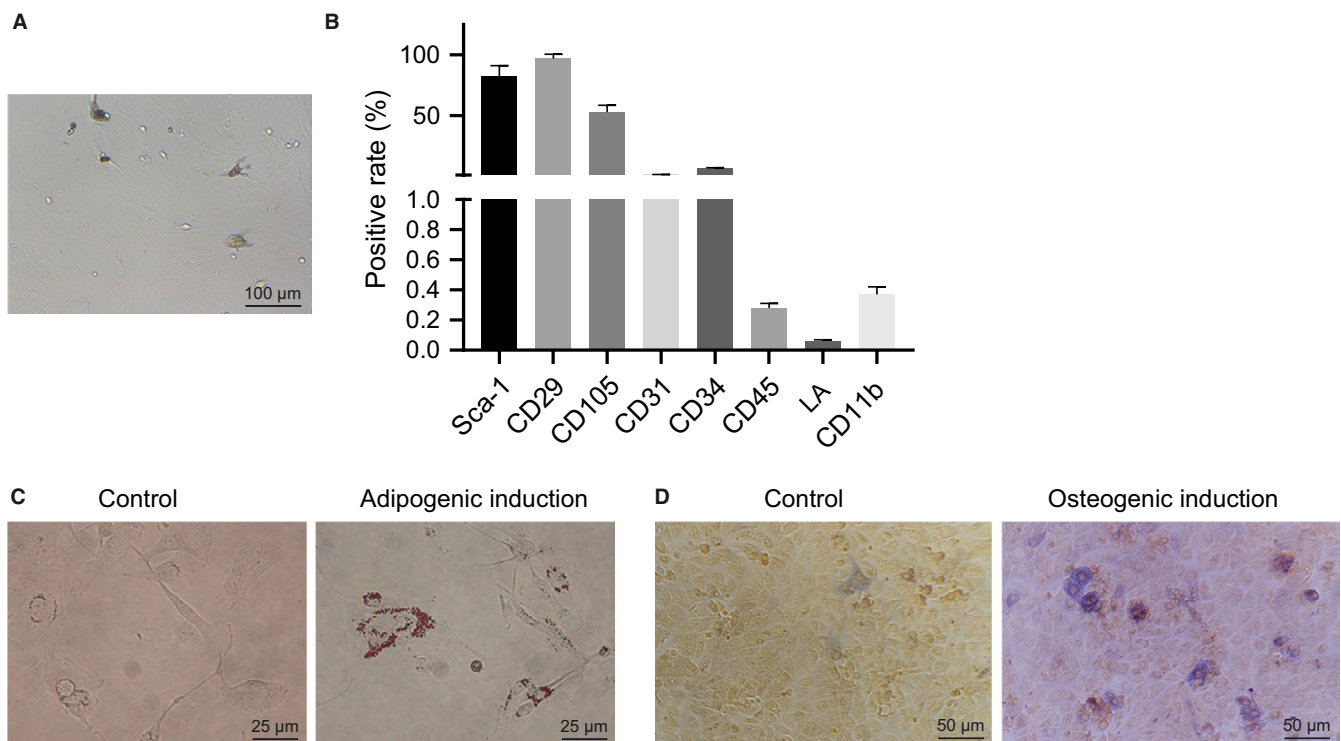 A
100 µm
B
Positive rate (%)
100
50
1.0
0.8
0.6
0.4
0.2
0.0
Sca-1
CD29
CD105
CD31
CD34
CD45
LA
CD11b
C
Control
Adipogenic induction
25 µm
25 µm
D
Control
Osteogenic induction
50 µm
50 µm